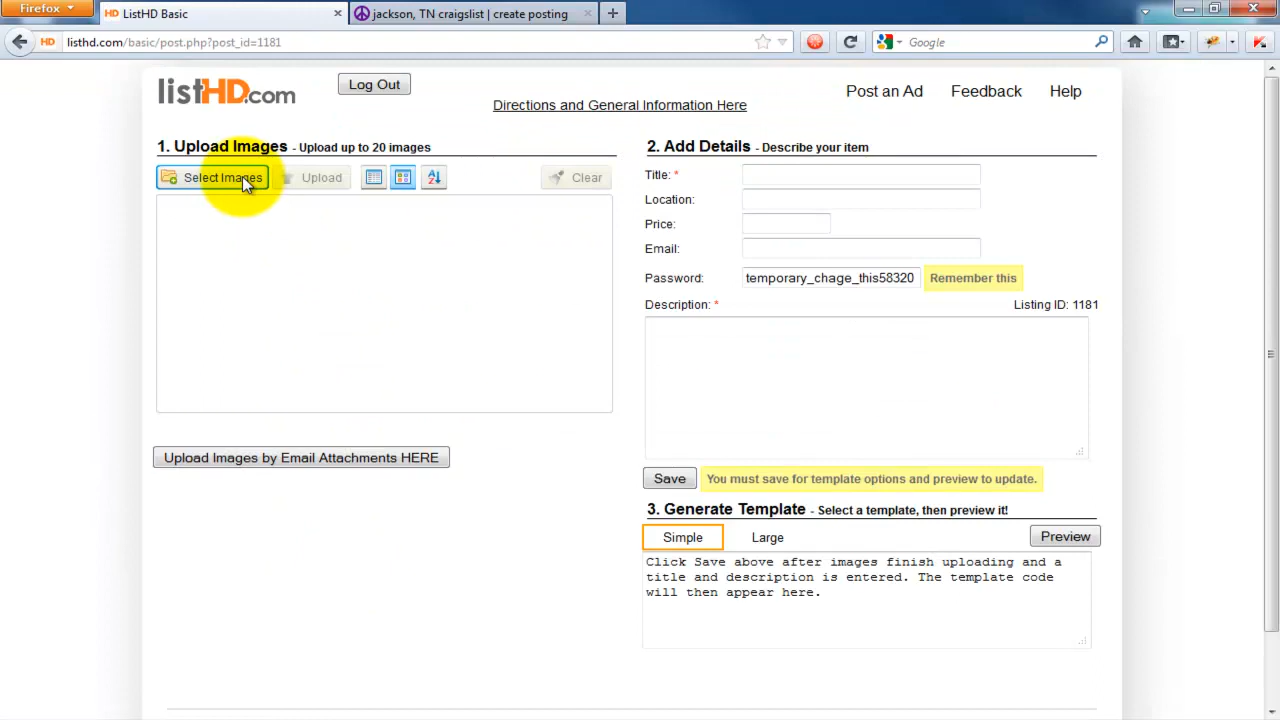 Firefox
ListHD Basic
jackson, TN craigslist | create posting
HD listhd.com/basic/post.php?post_id=1181
Google
listHD.com
Log Out
Directions and General Information Here
Post an Ad Feedback Help
1. Upload Images - Upload up to 20 images
Select Images Upload Clear
Upload Images by Email Attachments HERE
2. Add Details - Describe your item
Title: *
Location:
Price:
Email:
Password: temporary_chage_this58320 Remember this
Description: * Listing ID: 1181
Save You must save for template options and preview to update.
3. Generate Template - Select a template, then preview it!
Simple Large Preview
Click Save above after images finish uploading and a
title and description is entered. The template code
will then appear here.